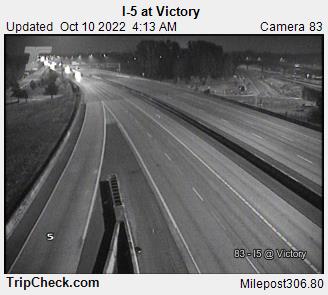 I-5 at Victory
Updated Oct 10 2022 4:13 AM Camera 83
S
83 - I5 @ Victory
TripCheck.com Milepost306.80